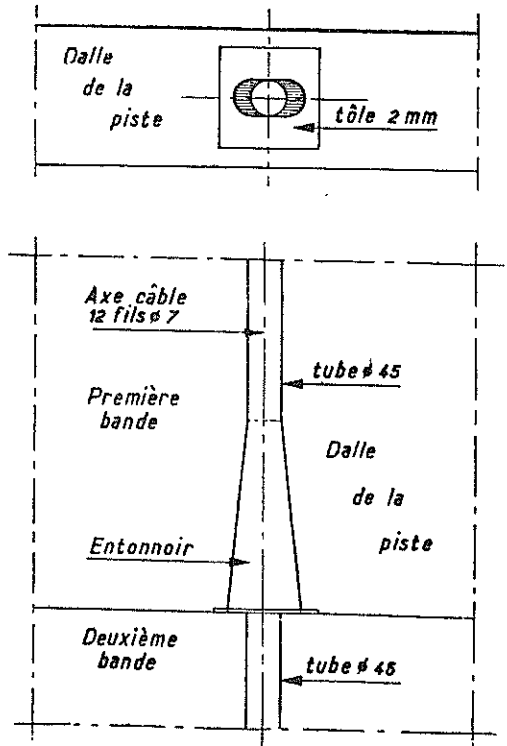 Dalle
de la
piste
tôle 2 mm
Axe câble
12 fils ø 7
tube ø 45
Première
bande
Dalle
de la
piste
Entonnoir
Deuxième
bande
tube ø 45